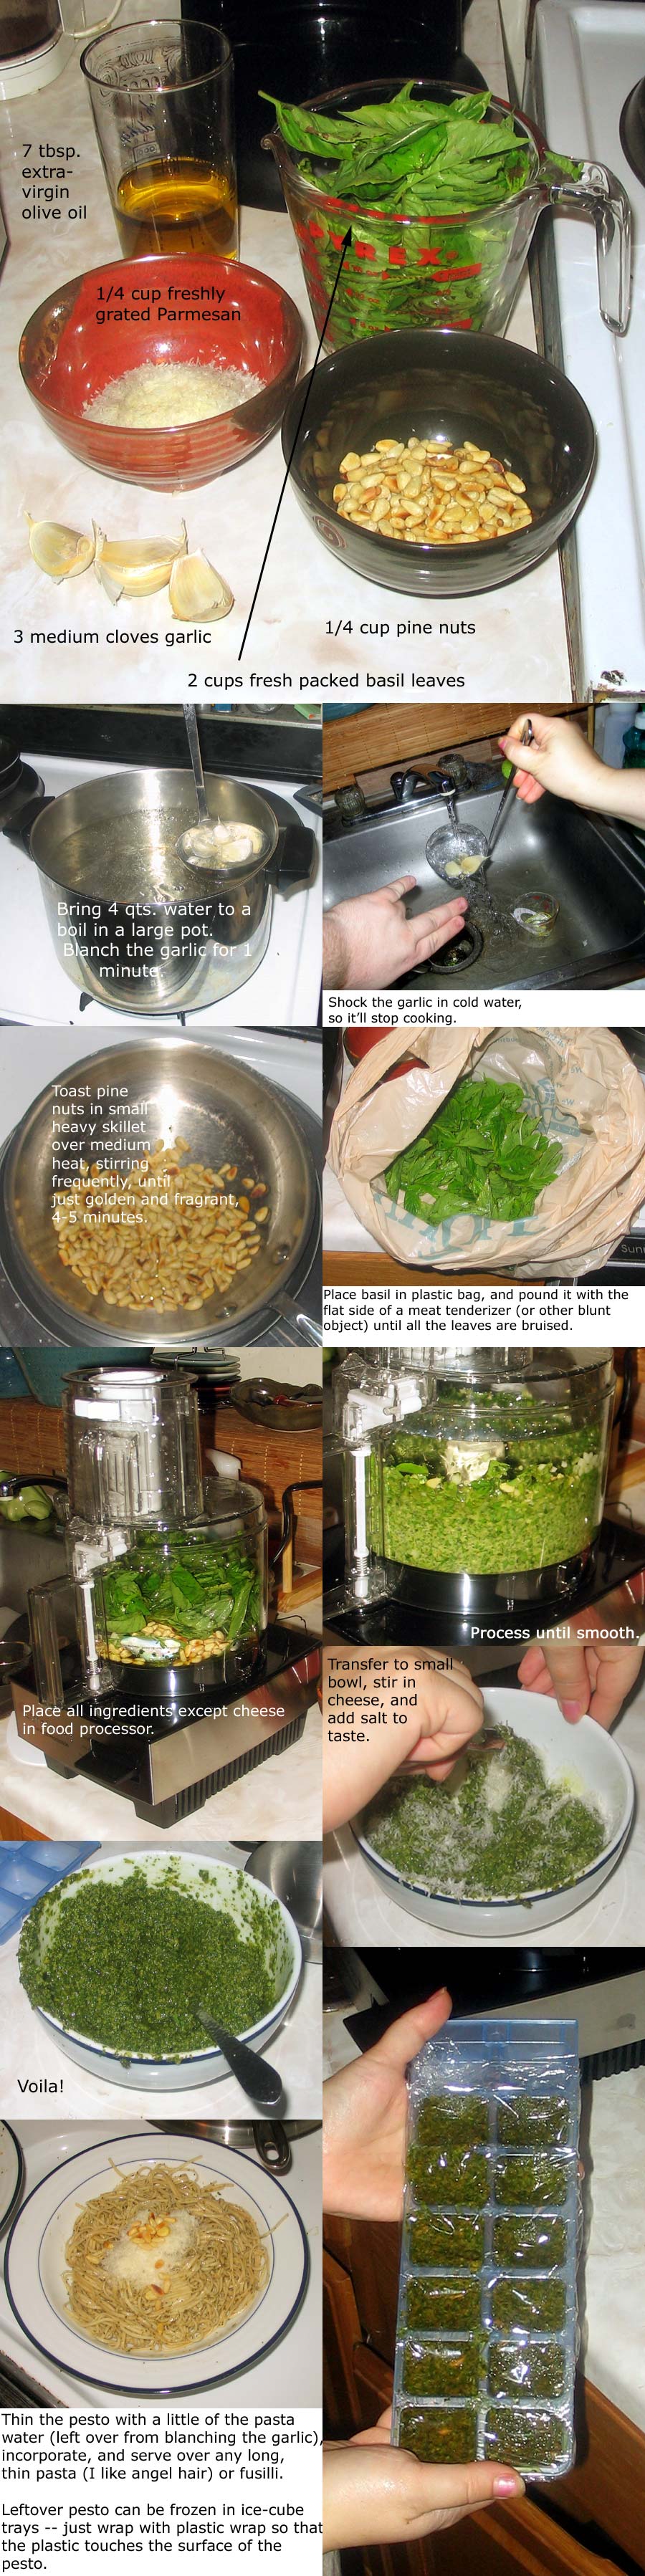 7 tbsp.
extra-
virgin
olive oil
PYREX
1/4 cup freshly
grated Parmesan
3 medium cloves garlic
1/4 cup pine nuts
2 cups fresh packed basil leaves
Bring 4 qts. water to a
boil in a large pot.
Blanch the garlic for 1
minute.
Shock the garlic in cold water,
so it'll stop cooking.
Toast pine
nuts in small
heavy skillet
over medium
heat, stirring
frequently, until
just golden and fragrant,
4-5 minutes.
Place basil in plastic bag, and pound it with the
flat side of a meat tenderizer (or other blunt
object) until all the leaves are bruised.
Place all ingredients except cheese
in food processor.
Process until smooth.
Transfer to small
bowl, stir in
cheese, and
add salt to
taste.
Voila!
Thin the pesto with a little of the pasta
water (left over from blanching the garlic),
incorporate, and serve over any long,
thin pasta (I like angel hair) or fusilli.
Leftover pesto can be frozen in ice-cube
trays -- just wrap with plastic wrap so that
the plastic touches the surface of the
pesto.